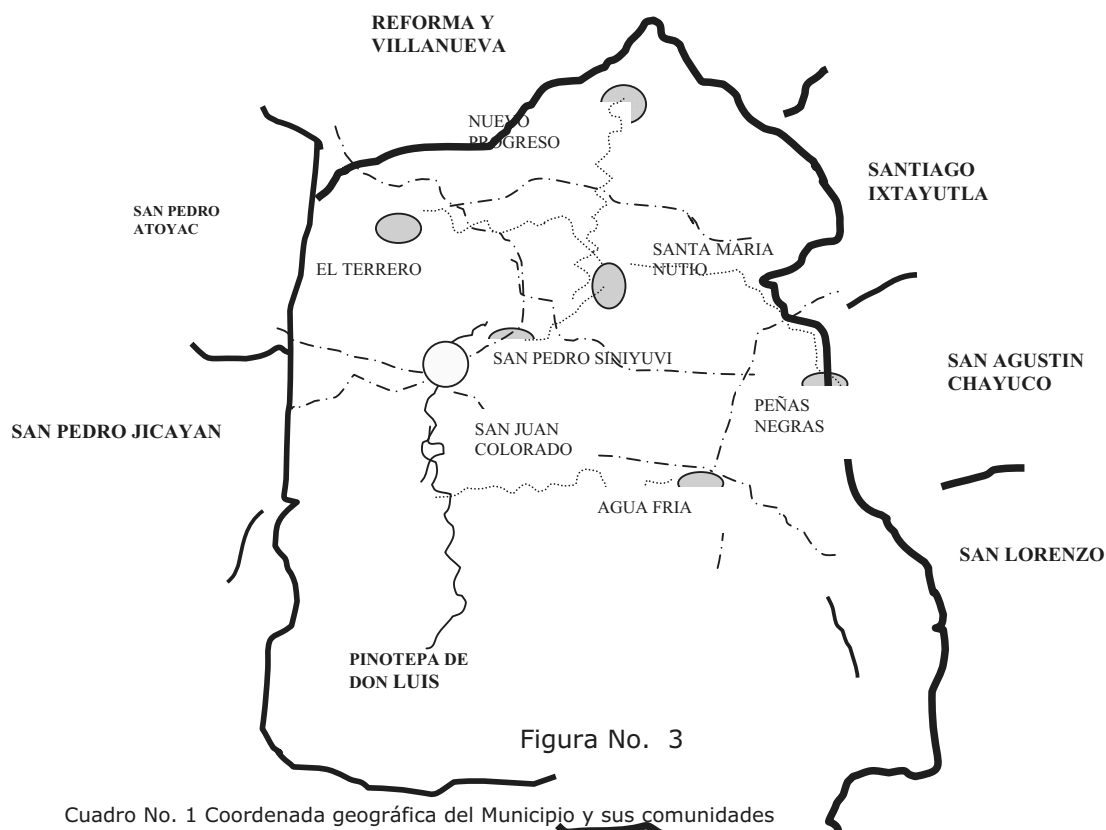 REFORMA Y
VILLANUEVA
NUEVO
PROGRESO
SANTIAGO
IXTAYUTLA
SAN PEDRO
ATOYAC
SANTA MARIA
NUTIO
EL TERRERO
SAN PEDRO SINIYUVI
SAN AGUSTIN
CHAYUCO
PEÑAS
NEGRAS
SAN PEDRO JICAYAN
SAN JUAN
COLORADO
AGUA FRIA
SAN LORENZO
PINOTEPA DE
DON LUIS
Figura No. 3
Cuadro No. 1 Coordenada geográfica del Municipio y sus comunidades